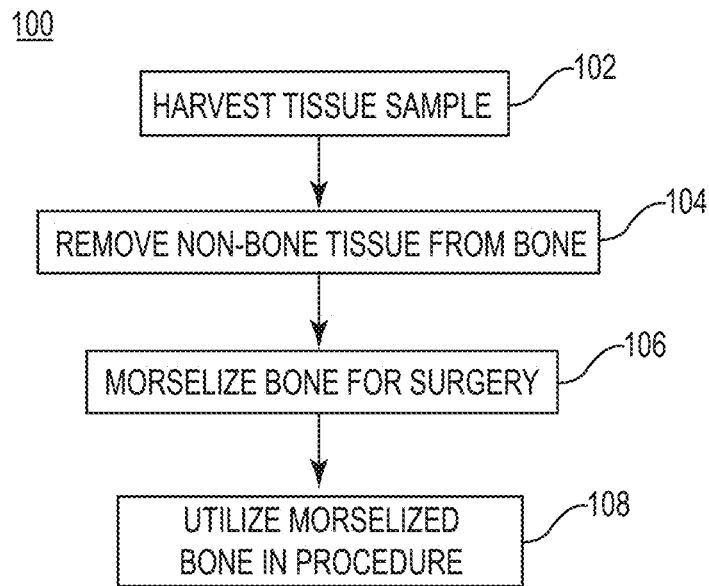 100
102
HARVEST TISSUE SAMPLE
104
REMOVE NON-BONE TISSUE FROM BONE
106
MORSELIZE BONE FOR SURGERY
108
UTILIZE MORSELIZED
BONE IN PROCEDURE